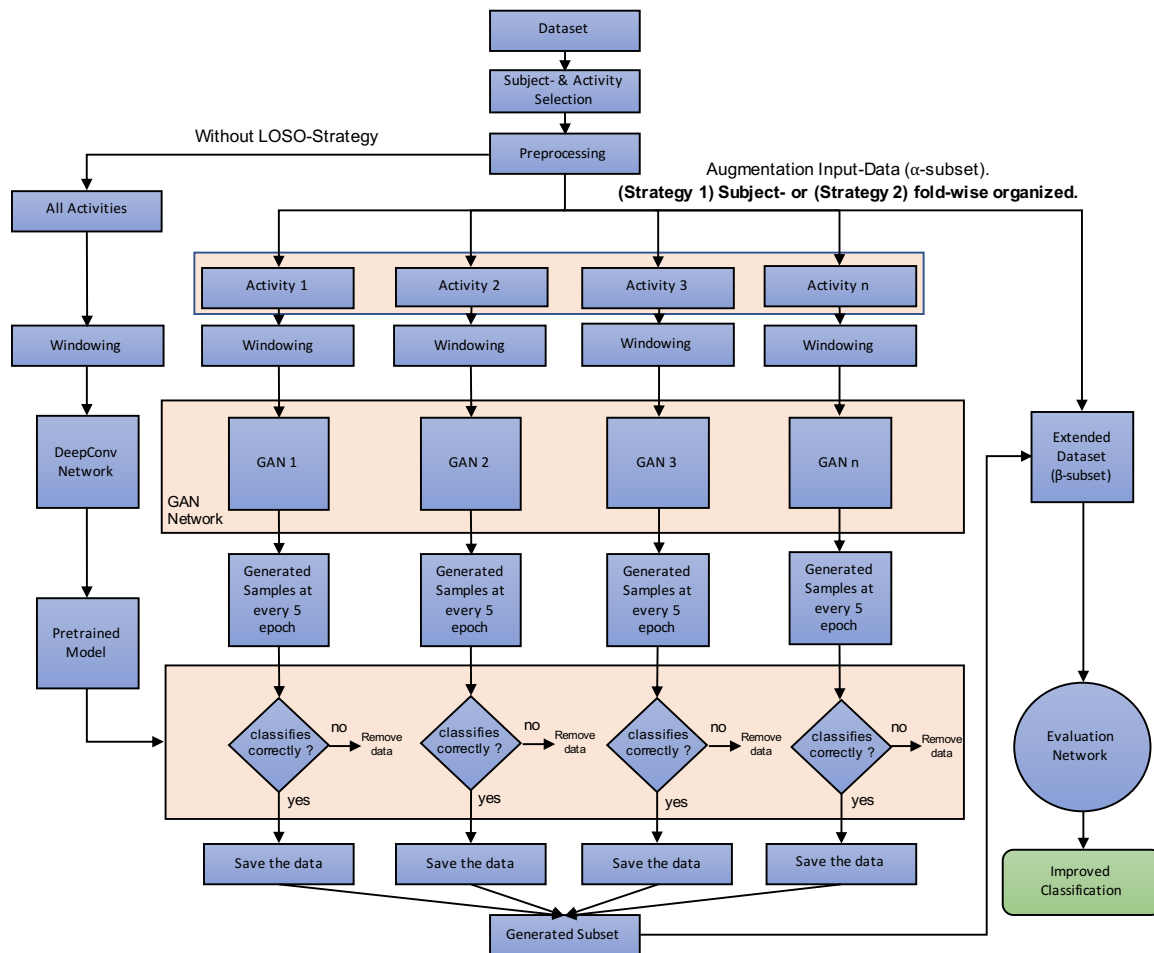 Dataset
Subject- & Activity
Selection
Without LOSO-Strategy
Preprocessing
Augmentation Input-Data (α-subset).
(Strategy 1) Subject- or (Strategy 2) fold-wise organized.
All Activities
Activity 1
Activity 2
Activity 3
Activity n
Windowing
Windowing
Windowing
Windowing
Windowing
DeepConv
Network
GAN 1
GAN 2
GAN 3
GAN n
Extended
Dataset
(β-subset)
GAN
Network
Generated
Samples at
every 5
epoch
Generated
Samples at
every 5
epoch
Generated
Samples at
every 5
epoch
Generated
Samples at
every 5
epoch
Pretrained
Model
classifies
correctly ?
no
Remove
data
yes
classifies
correctly ?
no
Remove
data
yes
classifies
correctly ?
no
Remove
data
yes
classifies
correctly ?
no
Remove
data
yes
Evaluation
Network
Save the data
Save the data
Save the data
Save the data
Improved
Classification
Generated Subset